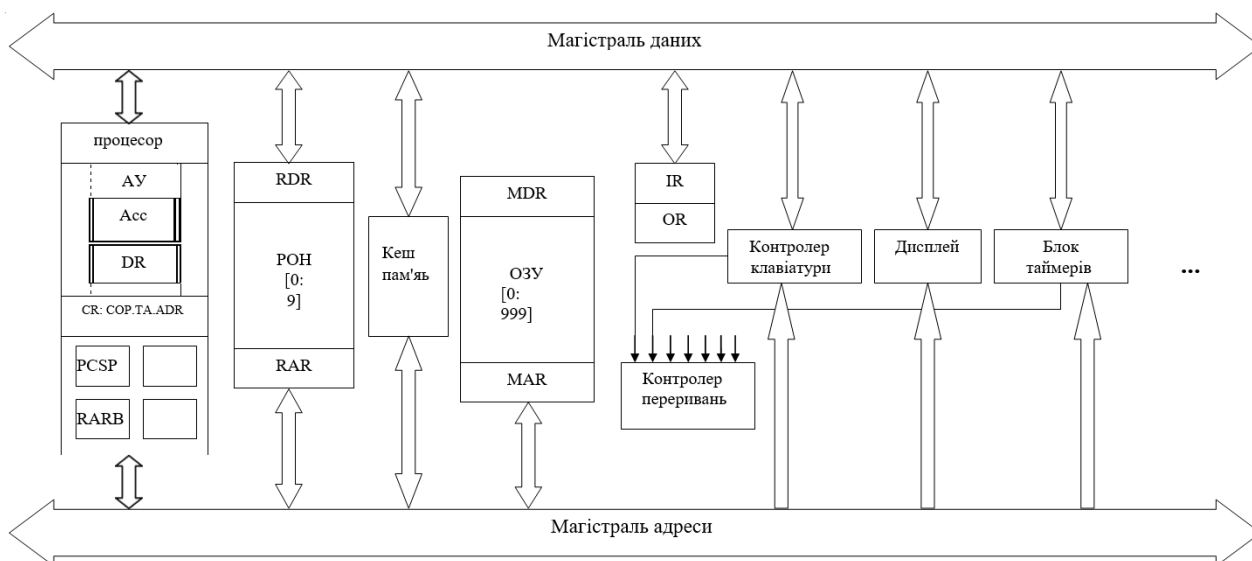 Магістраль даних
процесор
АУ
Acc
DR
CR: COP.TA.ADR
PCSP
RARB
RDR
РОН
[0:
9]
RAR
Кеш
пам'яь
MDR
ОЗУ
[0:
999]
MAR
IR
OR
Контролер
клавіатури
Дисплей
Блок
таймерів
...
Контролер
переривань
Магістраль адреси